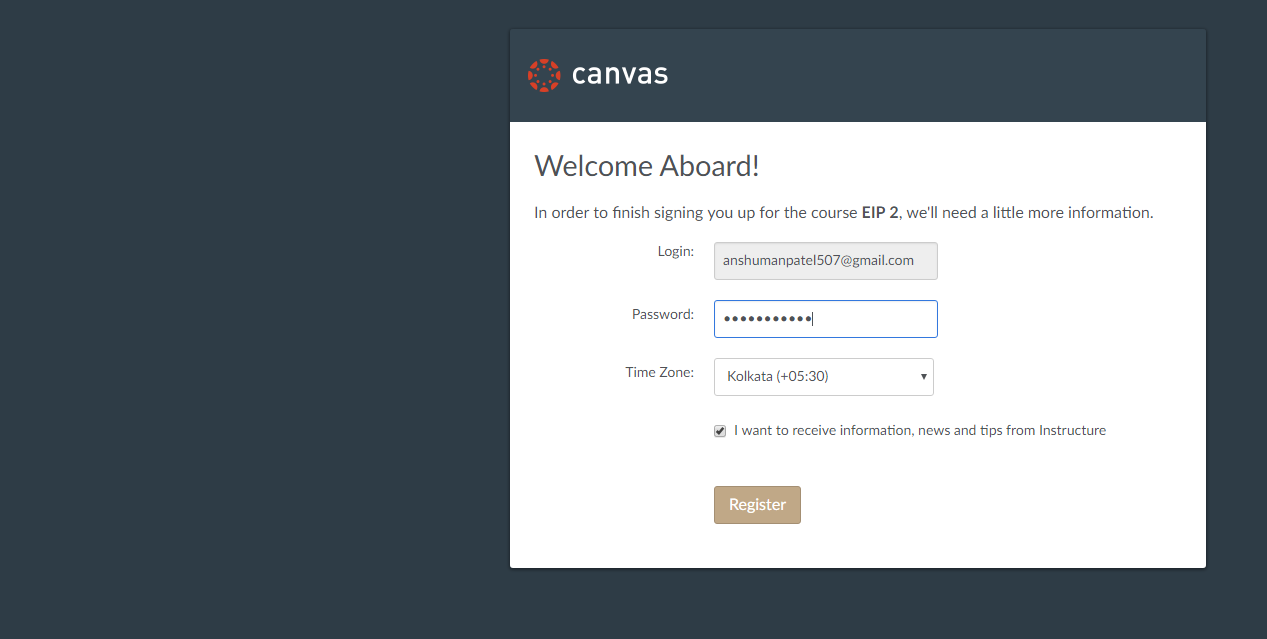 canvas
Welcome Aboard!
In order to finish signing you up for the course EIP 2, we'll need a little more information.
Login: anshumanpatel507@gmail.com
Password: •••••••••••
Time Zone: Kolkata (+05:30)
I want to receive information, news and tips from Instructure
Register